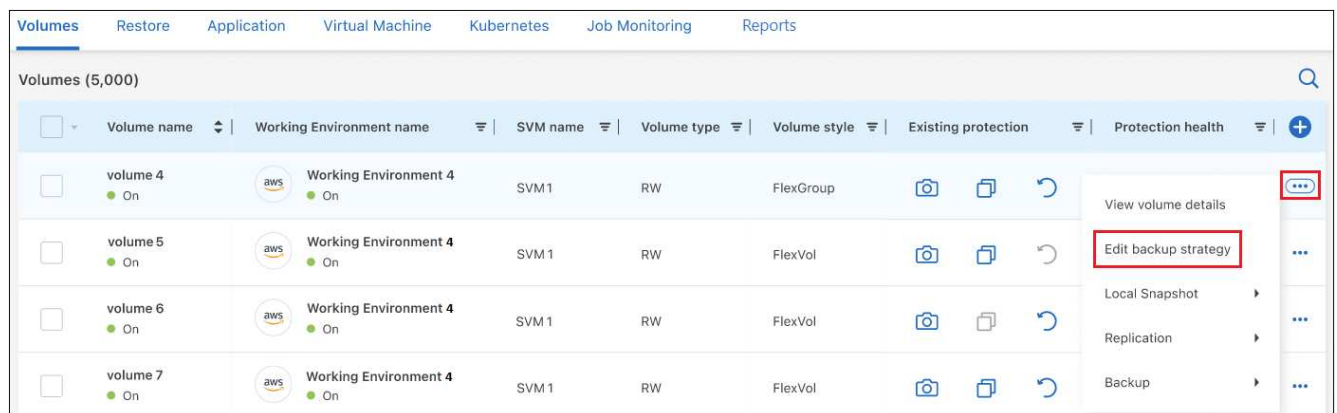 Volumes Restore Application Virtual Machine Kubernetes Job Monitoring Reports
Volumes (5,000)
Volume name Working Environment name SVM name Volume type Volume style Existing protection Protection health
volume 4 aws Working Environment 4 SVM1 RW FlexGroup
On On
View volume details
volume 5 aws Working Environment 4 SVM1 RW FlexVol
On On
Edit backup strategy
Local Snapshot
volume 6 aws Working Environment 4 SVM1 RW FlexVol
On On
Replication
volume 7 aws Working Environment 4 SVM1 RW FlexVol
On On
Backup